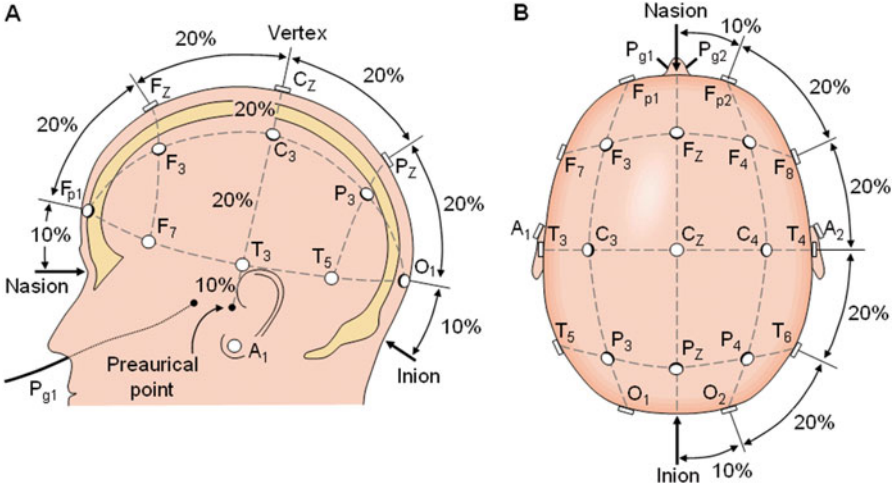 A
20%
Vertex
FZ
CZ
20%
20%
20%
Fp1
F3
C3
PZ
10%
20%
P3
20%
F7
T3
T5
O1
Nasion
10%
10%
Preaurical
point
A1
Inion
Pg1
B
Nasion
10%
Pg1
Pg2
Fp1
Fp2
20%
F7
F3
FZ
F4
F8
20%
A1
T3
C3
CZ
C4
T4
A2
20%
T5
P3
PZ
P4
T6
O1
O2
20%
Inion
10%